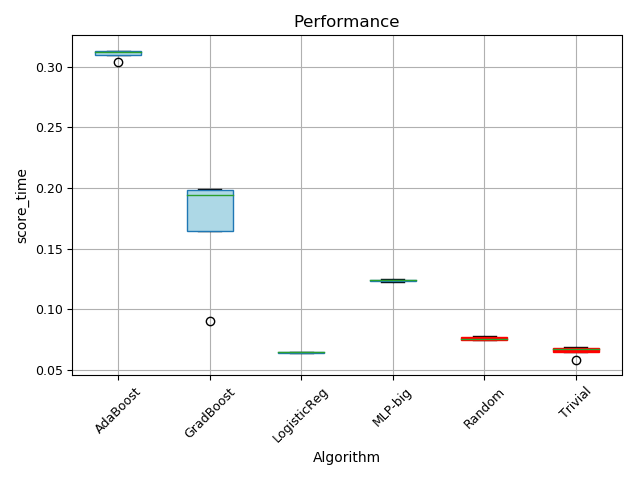 Performance
0.30
0.25
0.20
0.15
0.10
0.05
score_time
AdaBoost
GradBoost
LogisticReg
MLP-big
Random
Trivial
Algorithm